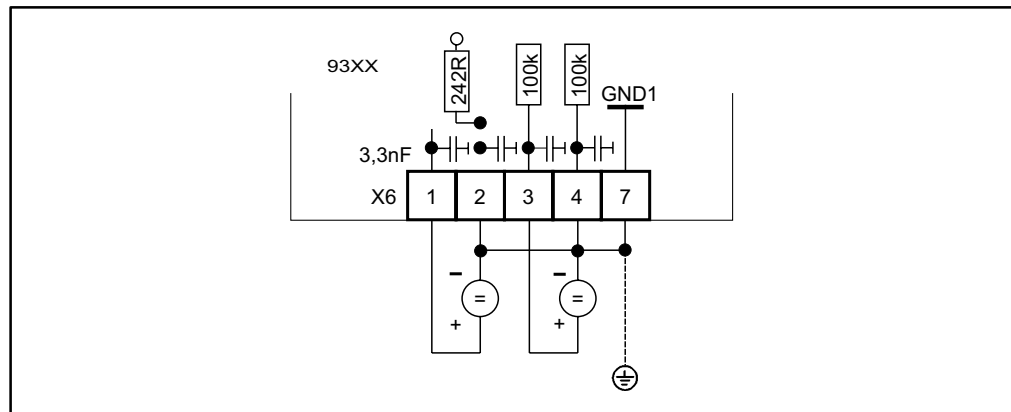 93XX
242R
100k
100k
GND1
3,3nF
X6 1 2 3 4 7
− −
= =
+ +